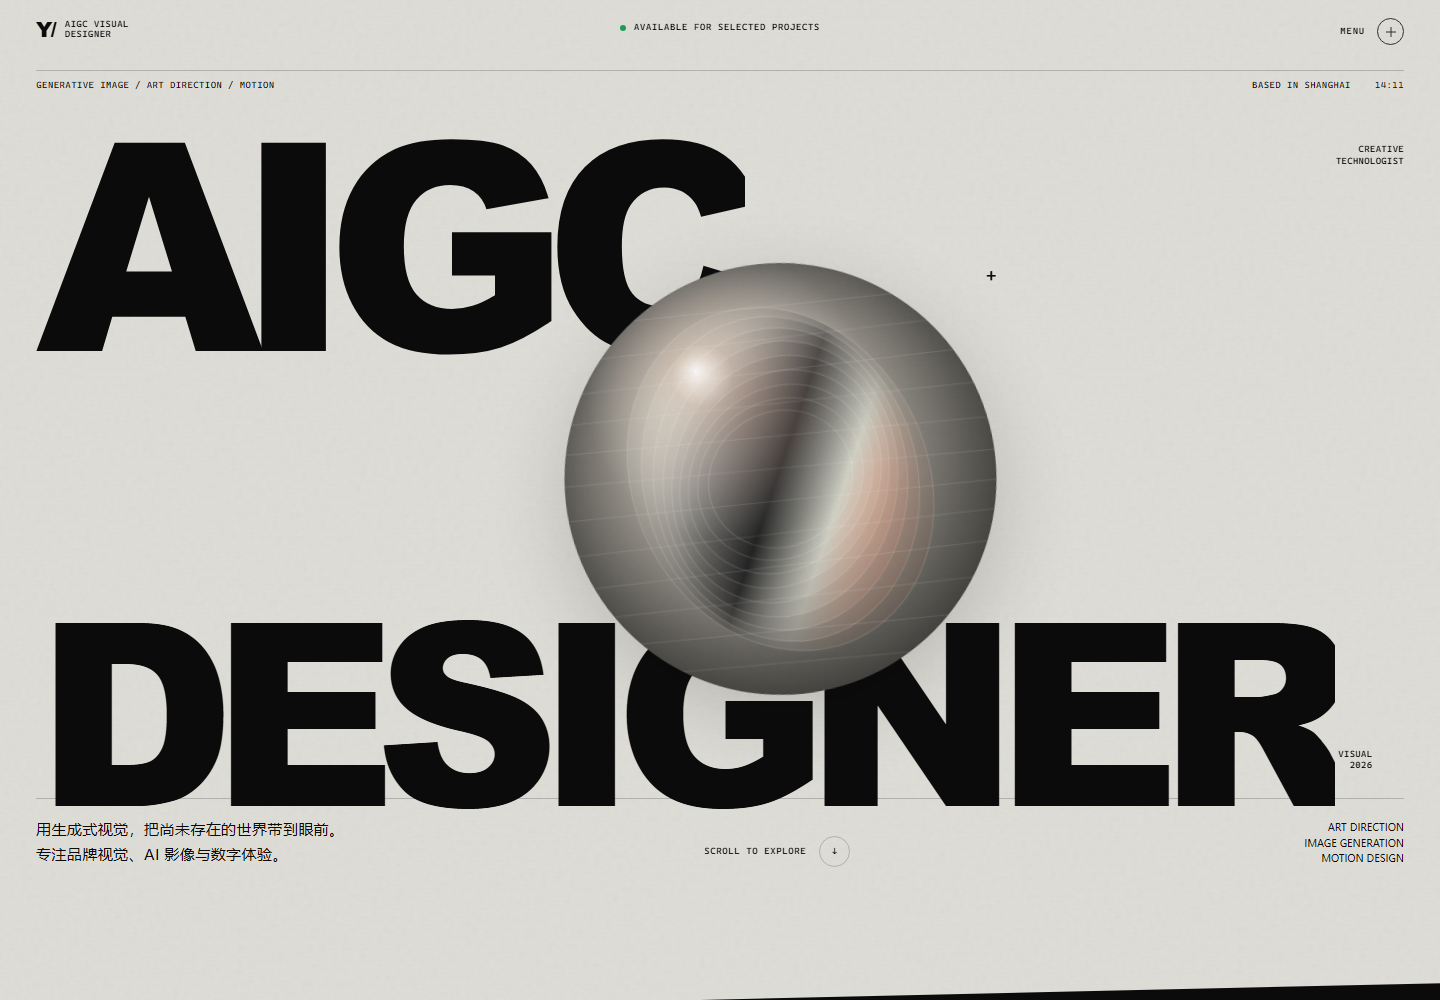 Y/ AIGC VISUAL
DESIGNER
AVAILABLE FOR SELECTED PROJECTS
MENU
GENERATIVE IMAGE / ART DIRECTION / MOTION
BASED IN SHANGHAI 14:11
CREATIVE
TECHNOLOGIST
AIGC
DESIGNER
VISUAL
2026
用生成式视觉，把尚未存在的世界带到眼前。
专注品牌视觉、AI 影像与数字体验。
SCROLL TO EXPLORE ↓
ART DIRECTION
IMAGE GENERATION
MOTION DESIGN